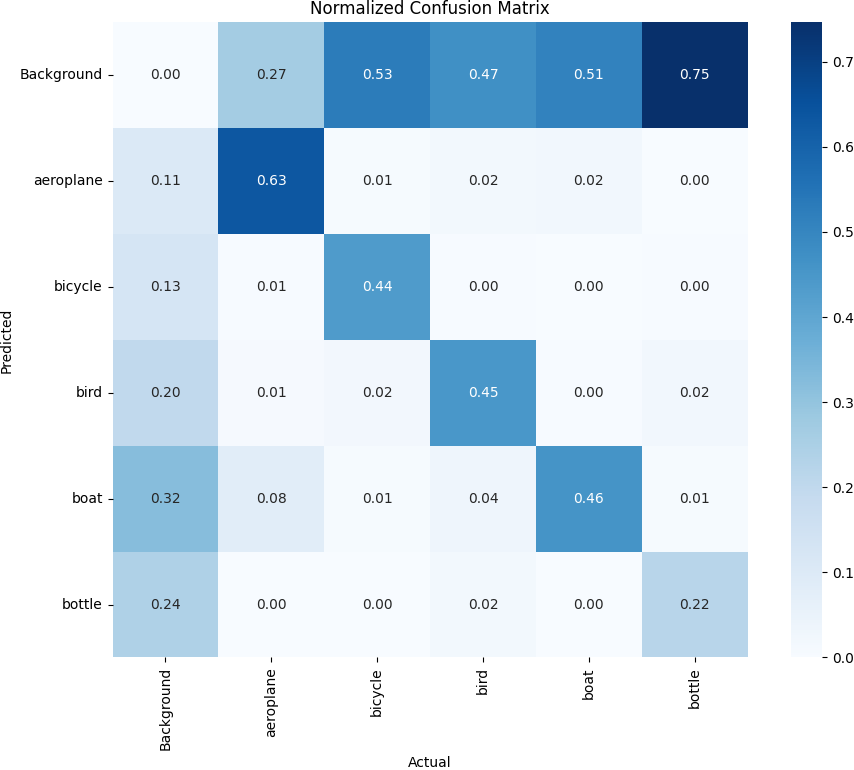 Normalized Confusion Matrix
Background 0.00 0.27 0.53 0.47 0.51 0.75
aeroplane 0.11 0.63 0.01 0.02 0.02 0.00
bicycle 0.13 0.01 0.44 0.00 0.00 0.00
bird 0.20 0.01 0.02 0.45 0.00 0.02
boat 0.32 0.08 0.01 0.04 0.46 0.01
bottle 0.24 0.00 0.00 0.02 0.00 0.22
Predicted
Background aeroplane bicycle bird boat bottle
Actual
0.7
0.6
0.5
0.4
0.3
0.2
0.1
0.0